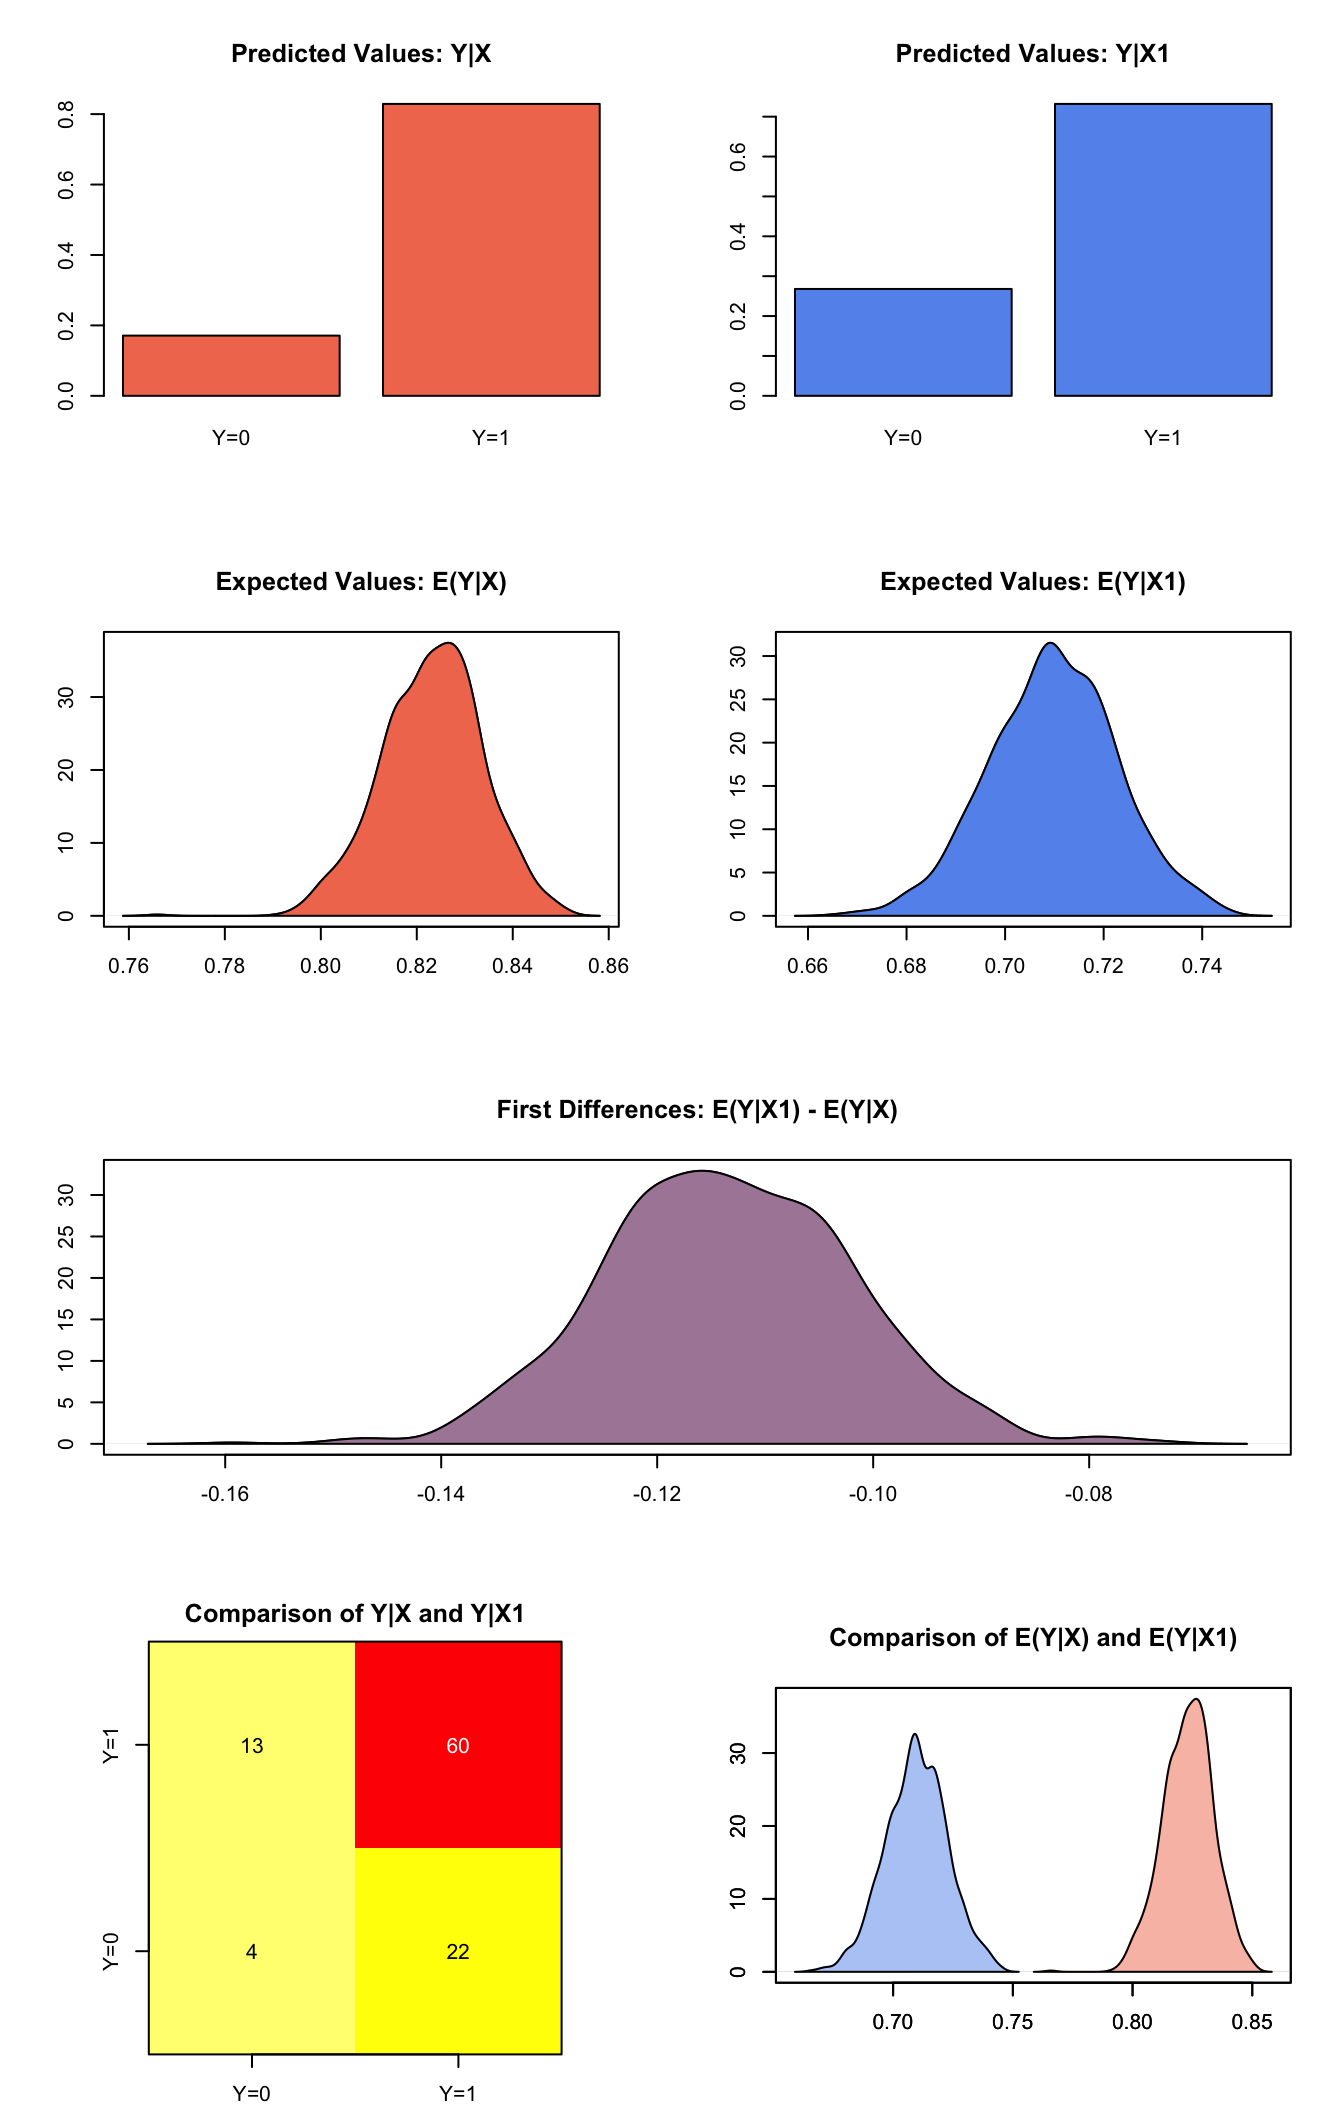 Predicted Values: Y|X
0.8
0.6
0.4
0.2
0.0
Y=0 Y=1
Predicted Values: Y|X1
0.6
0.4
0.2
0.0
Y=0 Y=1
Expected Values: E(Y|X)
30
20
10
0
0.76 0.78 0.80 0.82 0.84 0.86
Expected Values: E(Y|X1)
30
25
20
15
10
5
0
0.66 0.68 0.70 0.72 0.74
First Differences: E(Y|X1) - E(Y|X)
30
25
20
15
10
5
0
-0.16 -0.14 -0.12 -0.10 -0.08
Comparison of Y|X and Y|X1
Y=1 13 60
Y=0 4 22
Y=0 Y=1
Comparison of E(Y|X) and E(Y|X1)
30
20
10
0
0.70 0.75 0.80 0.85